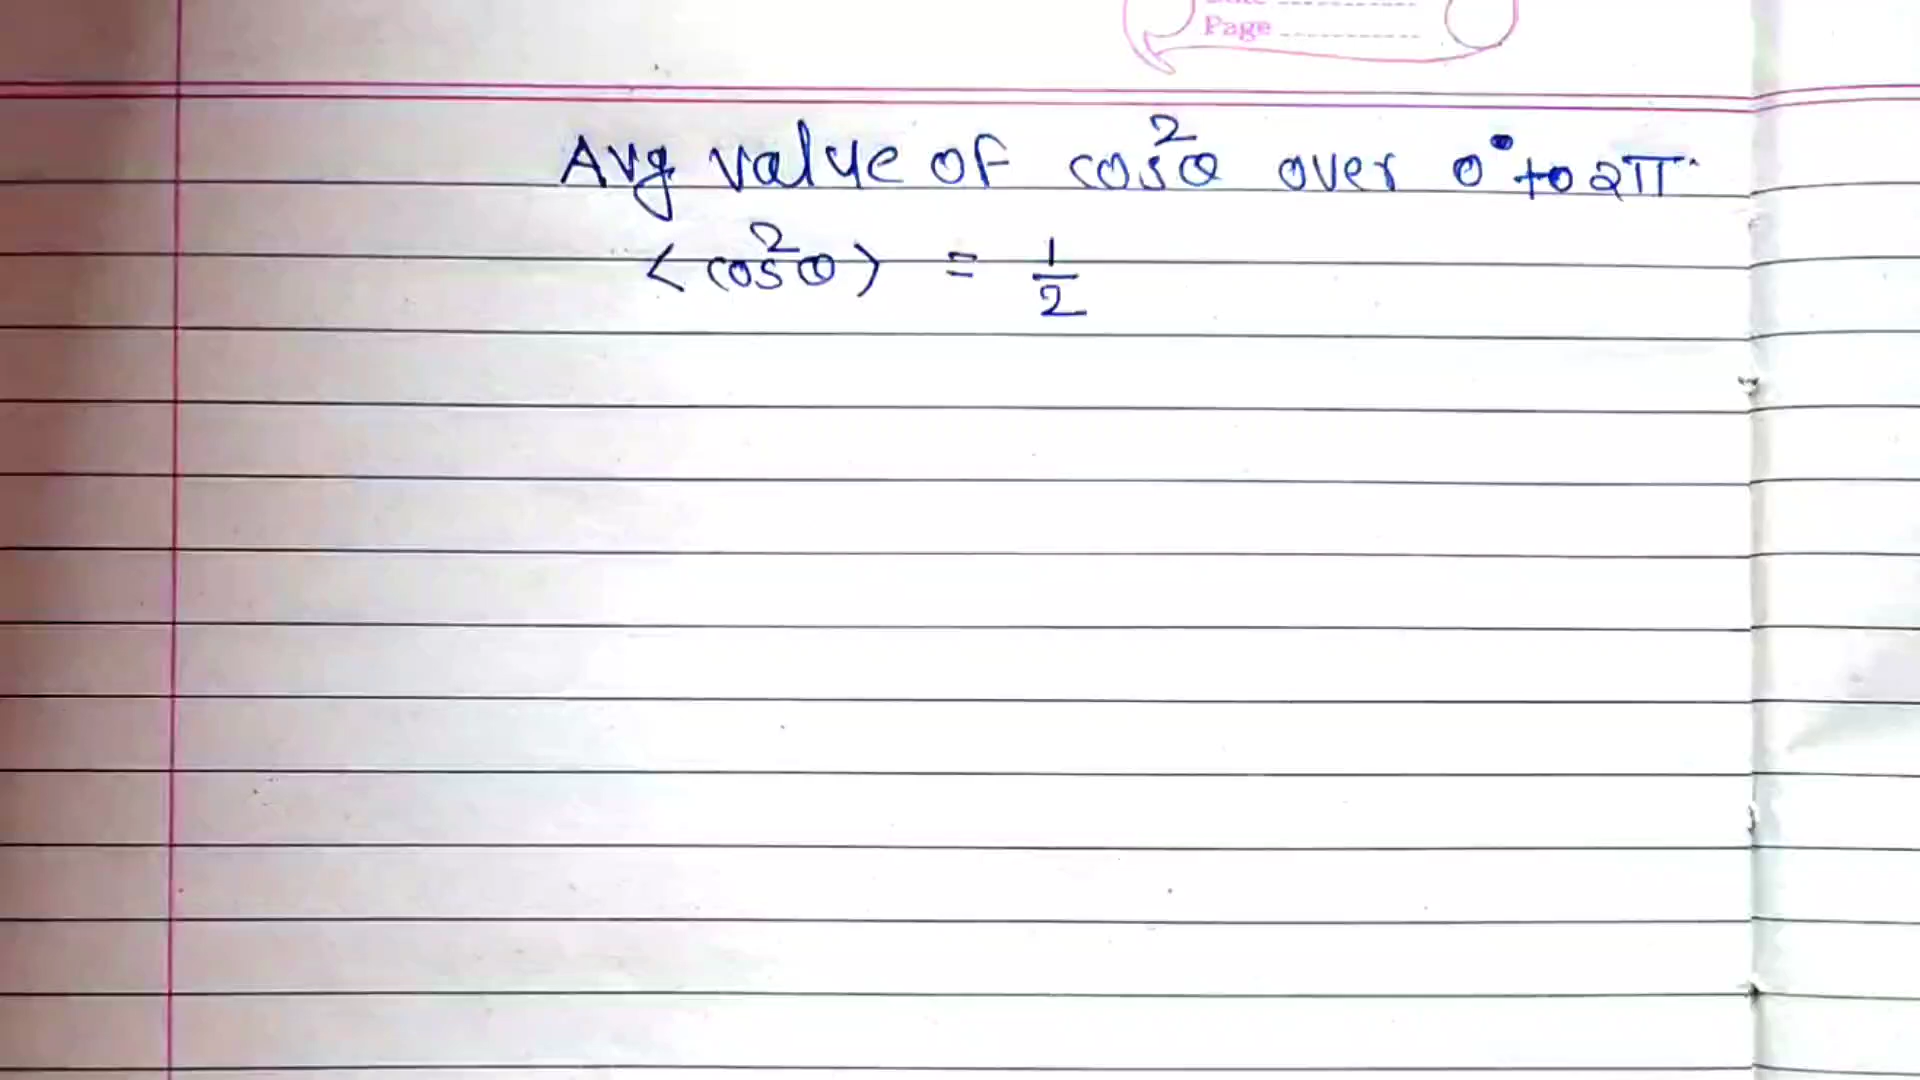 Page
Avg value of cos²θ over 0° to 2π.
<cos²θ> = 1/2